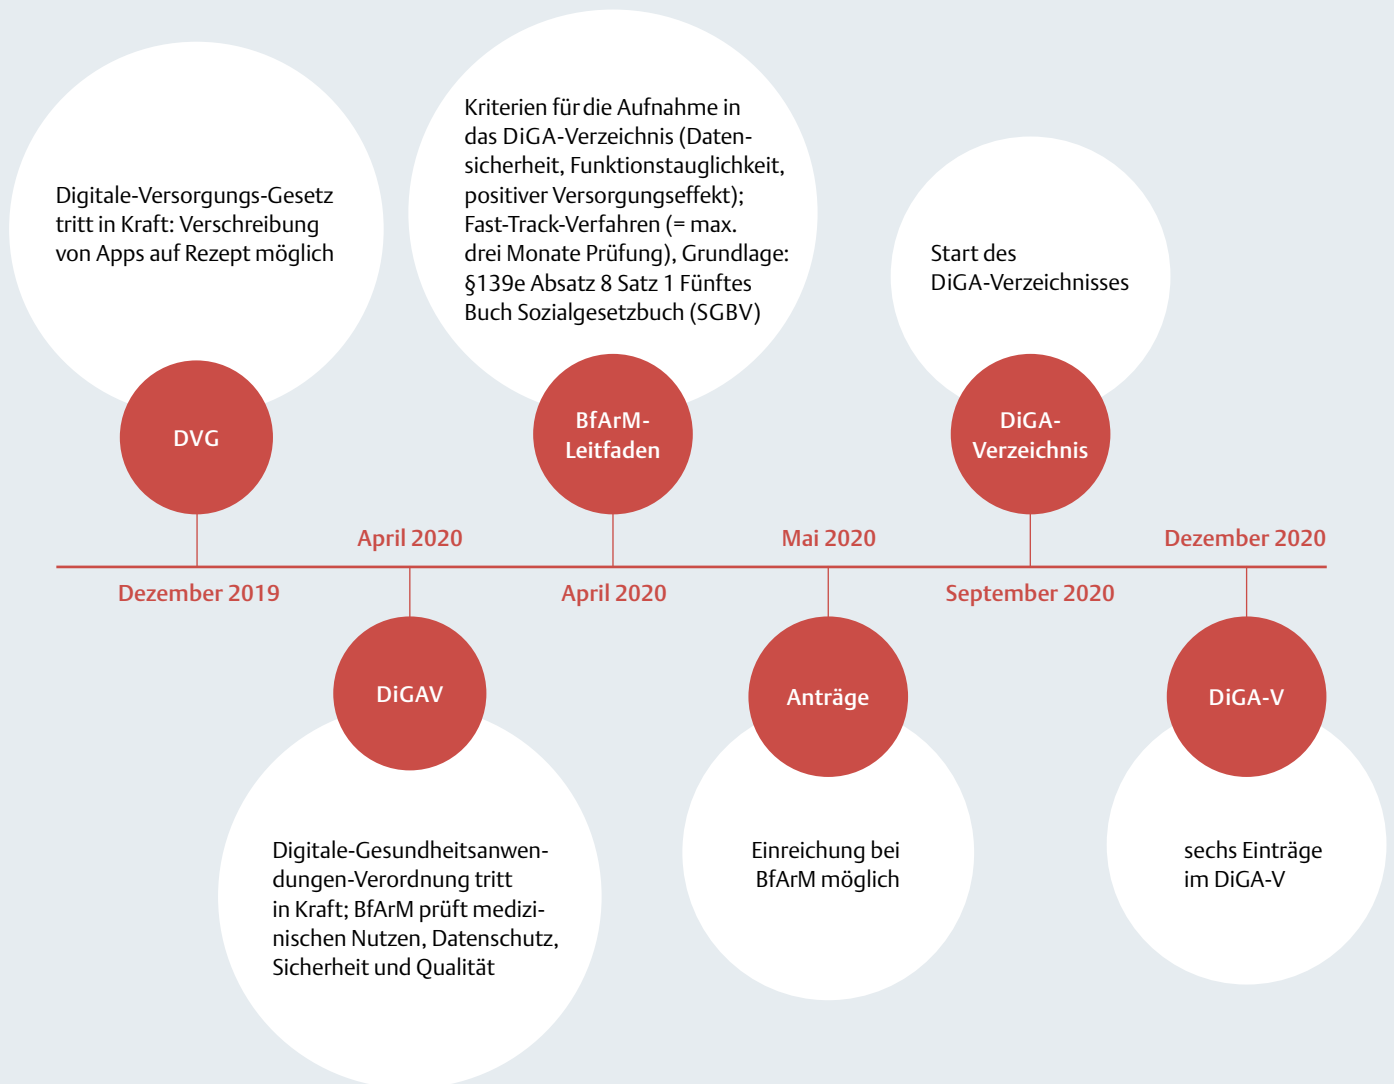 Digitale-Versorgungs-Gesetz
tritt in Kraft: Verschreibung
von Apps auf Rezept möglich
DVG
Dezember 2019
April 2020
DiGAV
Digitale-Gesundheitsanwen-
dungen-Verordnung tritt
in Kraft; BfArM prüft medizi-
nischen Nutzen, Datenschutz,
Sicherheit und Qualität
Kriterien für die Aufnahme in
das DiGA-Verzeichnis (Daten-
sicherheit, Funktionstauglichkeit,
positiver Versorgungseffekt);
Fast-Track-Verfahren (= max.
drei Monate Prüfung), Grundlage:
§139e Absatz 8 Satz 1 Fünftes
Buch Sozialgesetzbuch (SGBV)
BfArM-
Leitfaden
April 2020
Mai 2020
Anträge
Einreichung bei
BfArM möglich
Start des
DiGA-Verzeichnisses
DiGA-
Verzeichnis
September 2020
Dezember 2020
DiGA-V
sechs Einträge
im DiGA-V